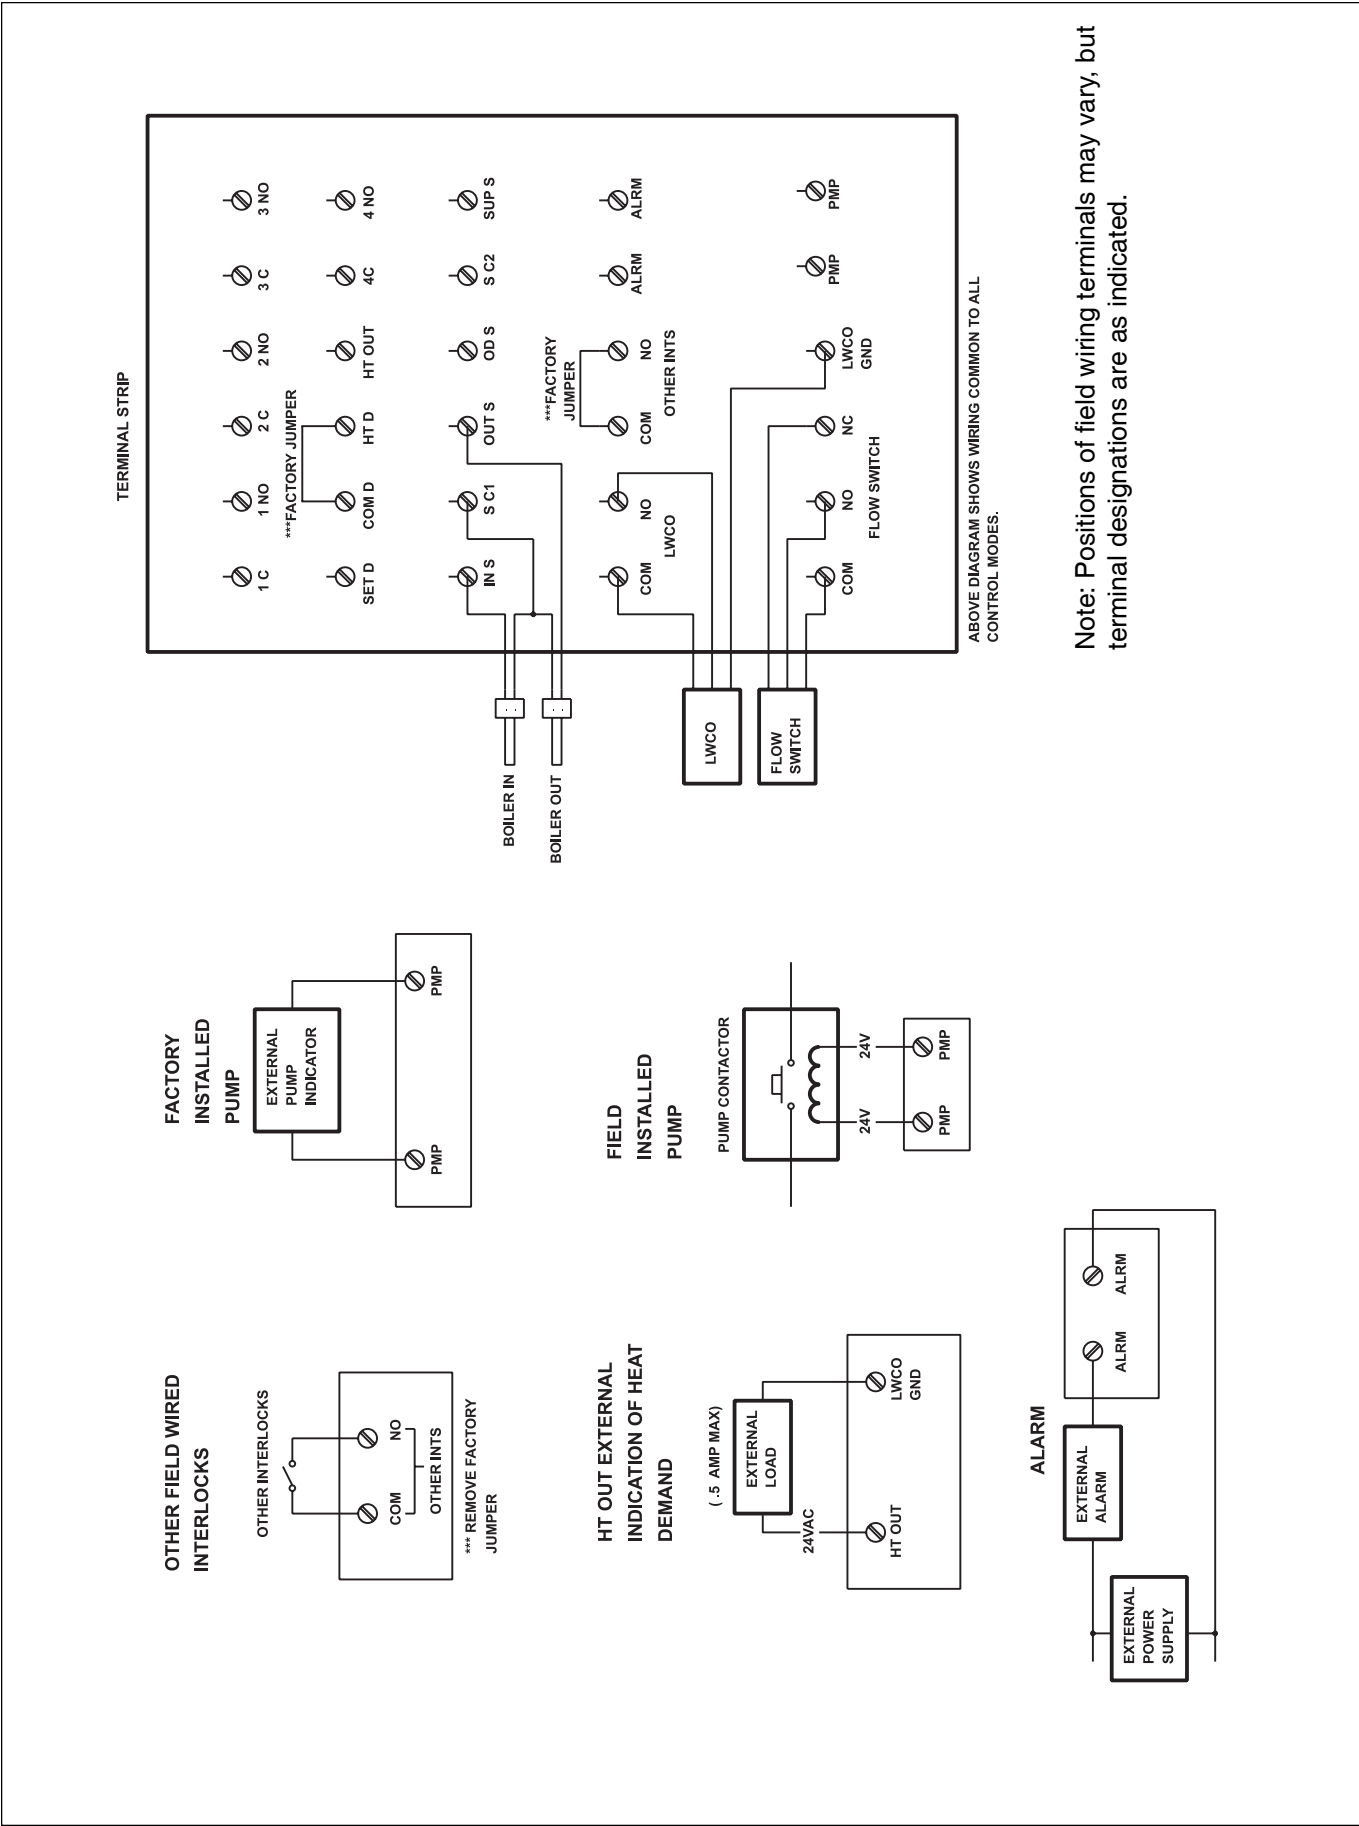 OTHER FIELD WIRED
INTERLOCKS
OTHER INTERLOCKS
COM
NO
OTHER INTS
*** REMOVE FACTORY
JUMPER
FACTORY
INSTALLED
PUMP
EXTERNAL
PUMP
INDICATOR
PMP
PMP
HT OUT EXTERNAL
INDICATION OF HEAT
DEMAND
( .5 AMP MAX)
EXTERNAL
LOAD
24VAC
HT OUT
LWCO
GND
FIELD
INSTALLED
PUMP
PUMP CONTACTOR
24V
24V
PMP
PMP
ALARM
EXTERNAL
ALARM
EXTERNAL
POWER
SUPPLY
ALRM
ALRM
TERMINAL STRIP
1 C
1 NO
2 C
2 NO
3 C
3 NO
***FACTORY JUMPER
SET D
COM D
HT D
HT OUT
4C
4 NO
IN S
S C1
OUT S
OD S
S C2
SUP S
BOILER IN
BOILER OUT
***FACTORY
JUMPER
COM
NO
LWCO
COM
NO
OTHER INTS
ALRM
ALRM
LWCO
FLOW
SWITCH
COM
NO
NC
FLOW SWITCH
LWCO
GND
PMP
PMP
ABOVE DIAGRAM SHOWS WIRING COMMON TO ALL
CONTROL MODES.
Note: Positions of field wiring terminals may vary, but
terminal designations are as indicated.